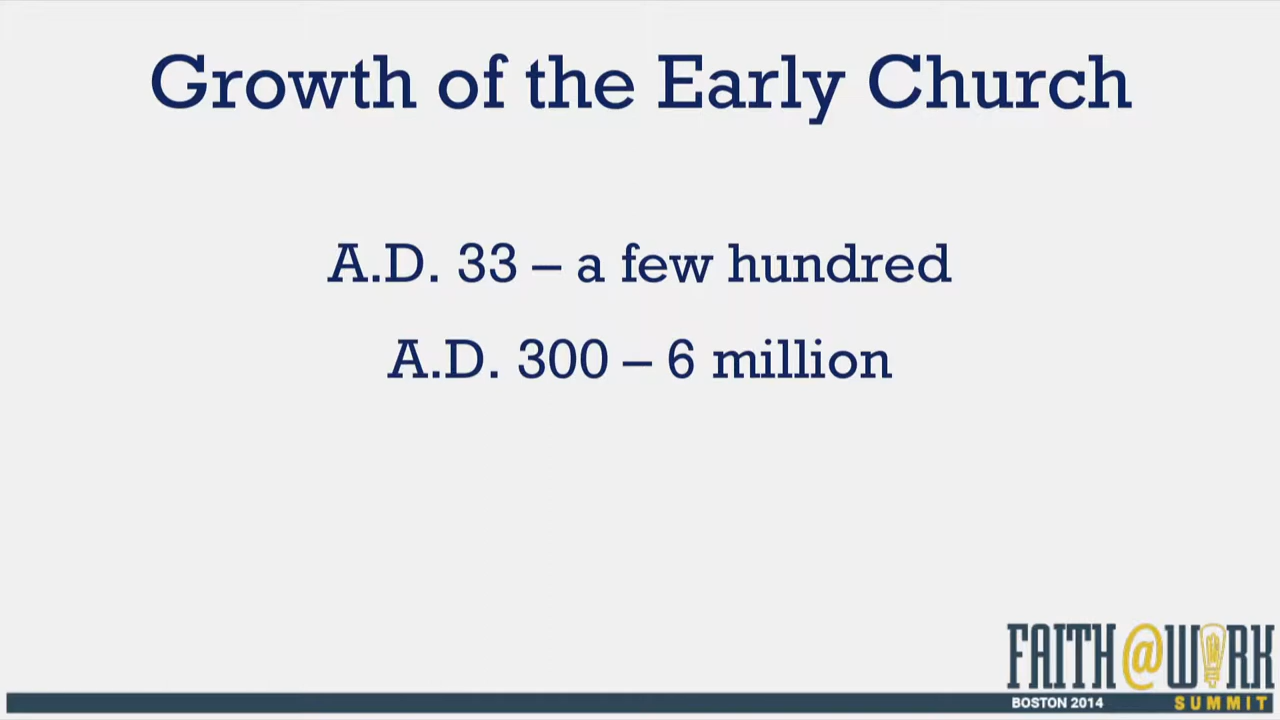 Growth of the Early Church
A.D. 33 – a few hundred
A.D. 300 – 6 million
FAITH@WORK
BOSTON 2014 SUMMIT